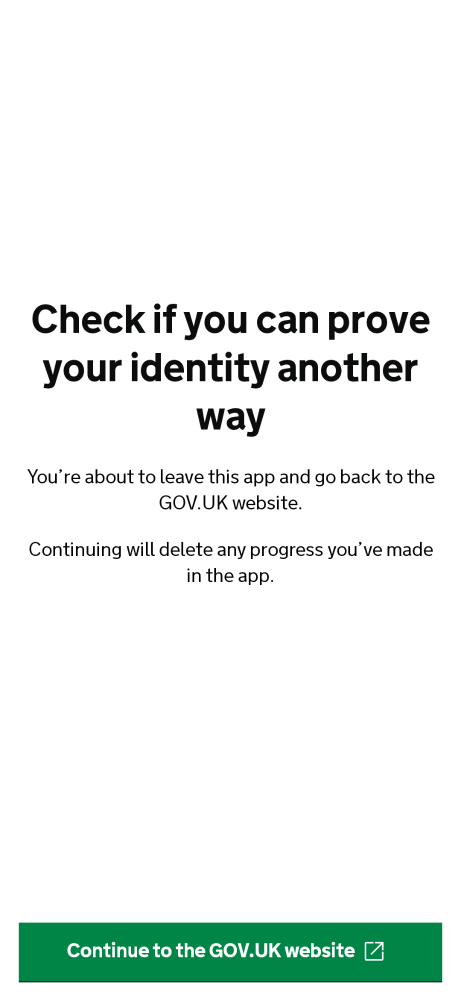 Check if you can prove
your identity another
way
You’re about to leave this app and go back to the
GOV.UK website.
Continuing will delete any progress you’ve made
in the app.
Continue to the GOV.UK website